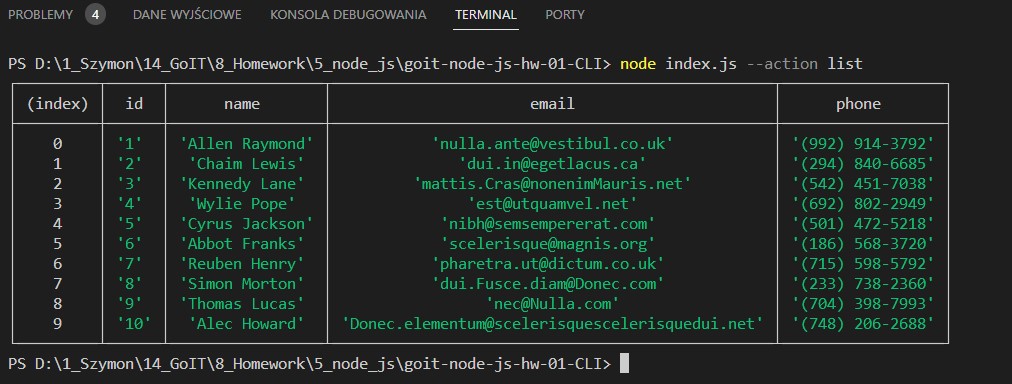 PROBLEMY 4 DANE WYJŚCIOWE KONSOLA DEBUGOWANIA TERMINAL PORTY
PS D:\1_Szymon\14_GoIT\8_Homework\5_node_js\goit-node-js-hw-01-CLI> node index.js --action list
(index) id name email phone
0 '1' 'Allen Raymond' 'nulla.ante@vestibul.co.uk' '(992) 914-3792'
1 '2' 'Chaim Lewis' 'dui.in@egetlacus.ca' '(294) 840-6685'
2 '3' 'Kennedy Lane' 'mattis.Cras@nonenimMauris.net' '(542) 451-7038'
3 '4' 'Wylie Pope' 'est@utquamvel.net' '(692) 802-2949'
4 '5' 'Cyrus Jackson' 'nibh@semsempererat.com' '(501) 472-5218'
5 '6' 'Abbot Franks' 'scelerisque@magnis.org' '(186) 568-3720'
6 '7' 'Reuben Henry' 'pharetra.ut@dictum.co.uk' '(715) 598-5792'
7 '8' 'Simon Morton' 'dui.Fusce.diam@Donec.com' '(233) 738-2360'
8 '9' 'Thomas Lucas' 'nec@Nulla.com' '(704) 398-7993'
9 '10' 'Alec Howard' 'Donec.elementum@scelerisquescelerisquedui.net' '(748) 206-2688'
PS D:\1_Szymon\14_GoIT\8_Homework\5_node_js\goit-node-js-hw-01-CLI>